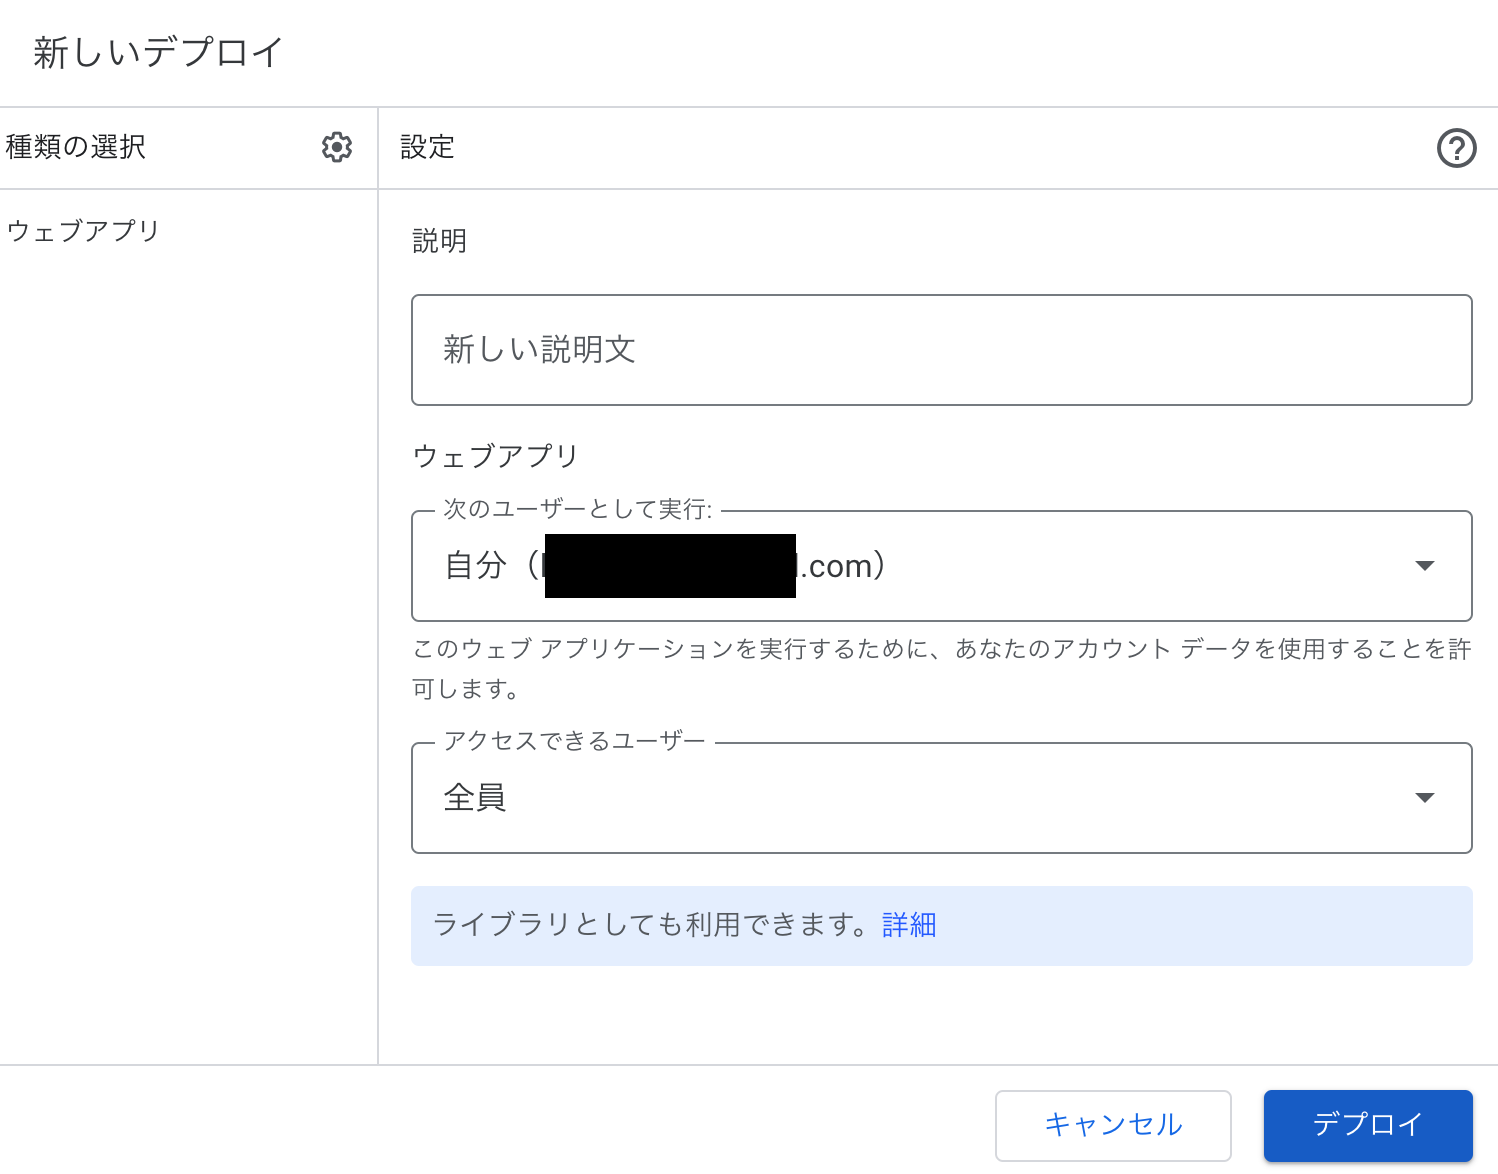 新しいデプロイ
種類の選択
設定
ウェブアプリ
説明
新しい説明文
ウェブアプリ
次のユーザーとして実行:
自分（.com）
このウェブ アプリケーションを実行するために、あなたのアカウント データを使用することを許
可します。
アクセスできるユーザー
全員
ライブラリとしても利用できます。詳細
キャンセル
デプロイ